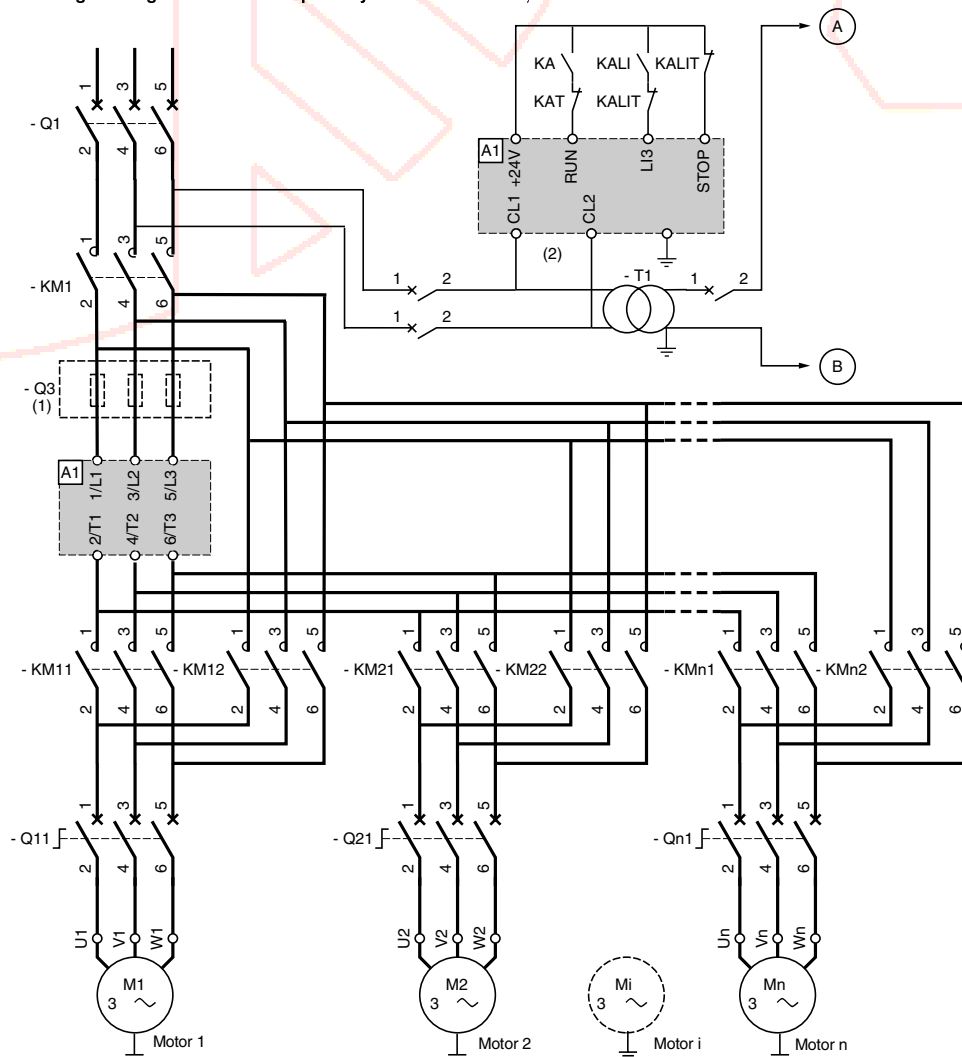 A
KA
KALI
KALIT
KAT
KALIT
1
3
5
- Q1
2
4
6
A1
+24V
RUN
LI3
STOP
CL1
CL2
(2)
1
3
5
- KM1
2
4
6
1
2
- T1
1
2
1
2
B
- Q3
(1)
A1
1/L1
3/L2
5/L3
2/T1
4/T2
6/T3
1
3
5
1
3
5
1
3
5
1
3
5
1
3
5
1
3
5
- KM11
- KM12
- KM21
- KM22
- KMn1
- KMn2
2
4
6
2
4
6
2
4
6
2
4
6
2
4
6
2
4
6
1
3
5
1
3
5
1
3
5
- Q11
- Q21
- Qn1
2
4
6
2
4
6
2
4
6
U1
V1
W1
U2
V2
W2
Un
Vn
Wn
M1
3
M2
3
Mi
3
Mn
3
Motor 1
Motor 2
Motor i
Motor n